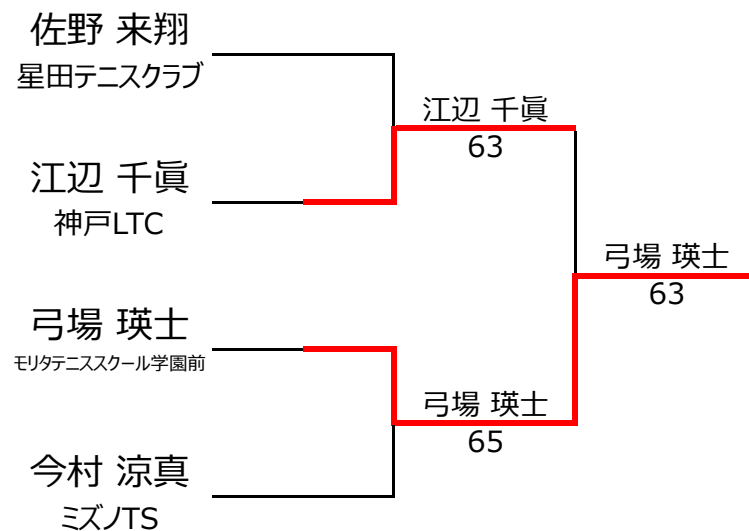 佐野 来翔
星田テニスクラブ
江辺 千眞
63
江辺 千眞
神戸LTC
弓場 瑛士
63
弓場 瑛士
モリタテニススクール学園前
弓場 瑛士
65
今村 涼真
ミズノTS